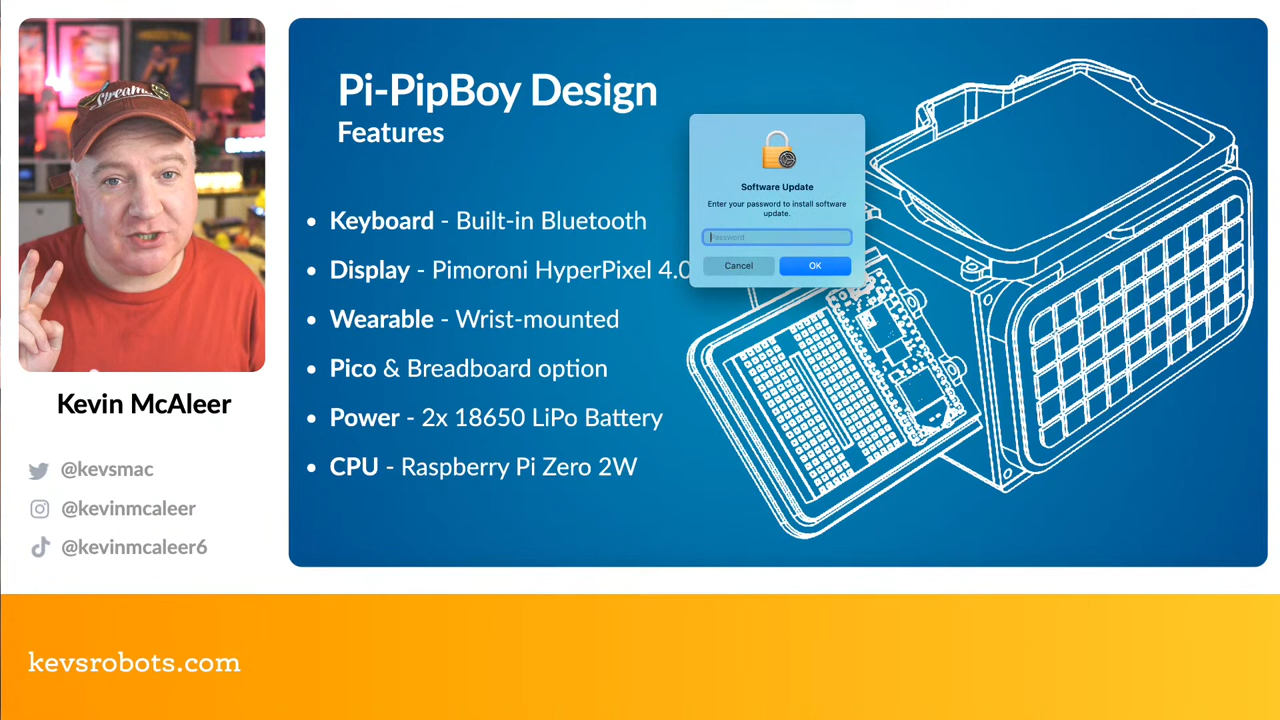 Streamer
Kevin McAleer
@kevsmac
@kevinmcaleer
@kevinmcaleer6
Pi-PipBoy Design
Features
• Keyboard - Built-in Bluetooth
• Display - Pimoroni HyperPixel 4.0
• Wearable - Wrist-mounted
• Pico & Breadboard option
• Power - 2x 18650 LiPo Battery
• CPU - Raspberry Pi Zero 2W
Software Update
Enter your password to install software
update.
Password
Cancel
OK
kevsrobots.com